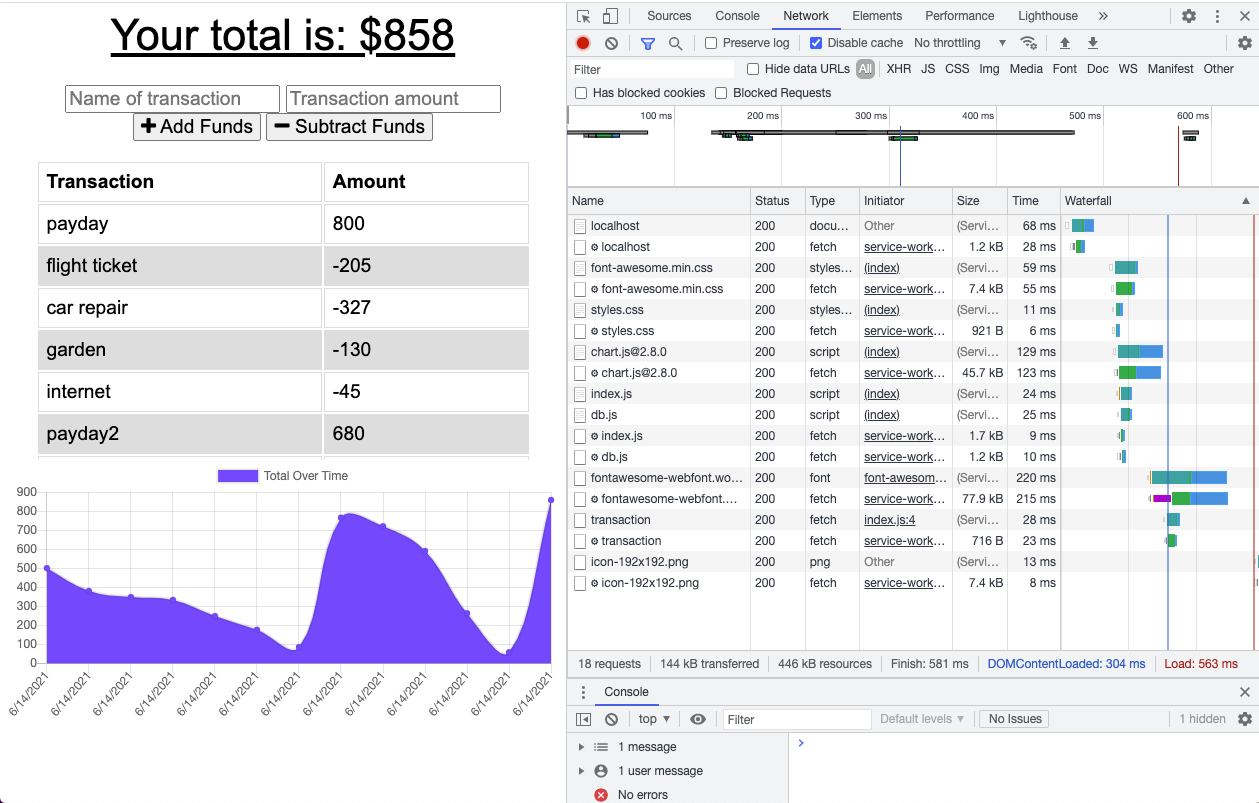 Your total is: $858
Name of transaction Transaction amount
Add Funds Subtract Funds
Transaction Amount
payday 800
flight ticket -205
car repair -327
garden -130
internet -45
payday2 680
Total Over Time
900
800
700
600
500
400
300
200
100
0
6/14/2021 6/14/2021 6/14/2021 6/14/2021 6/14/2021 6/14/2021 6/14/2021 6/14/2021 6/14/2021 6/14/2021 6/14/2021 6/14/2021 6/14/2021
Sources Console Network Elements Performance Lighthouse »
Preserve log Disable cache No throttling
Filter Hide data URLs All XHR JS CSS Img Media Font Doc WS Manifest Other
Has blocked cookies Blocked Requests
100 ms 200 ms 300 ms 400 ms 500 ms 600 ms
Name Status Type Initiator Size Time Waterfall
localhost 200 docu… Other (Servi… 68 ms
localhost 200 fetch service-work… 1.2 kB 28 ms
font-awesome.min.css 200 styles… (index) (Servi… 59 ms
font-awesome.min.css 200 fetch service-work… 7.4 kB 55 ms
styles.css 200 styles… (index) (Servi… 11 ms
styles.css 200 fetch service-work… 921 B 6 ms
chart.js@2.8.0 200 script (index) (Servi… 129 ms
chart.js@2.8.0 200 fetch service-work… 45.7 kB 123 ms
index.js 200 script (index) (Servi… 24 ms
db.js 200 script (index) (Servi… 25 ms
index.js 200 fetch service-work… 1.7 kB 9 ms
db.js 200 fetch service-work… 1.2 kB 10 ms
fontawesome-webfont.wo… 200 font font-awesom… (Servi… 220 ms
fontawesome-webfont.… 200 fetch service-work… 77.9 kB 215 ms
transaction 200 fetch index.js:4 (Servi… 28 ms
transaction 200 fetch service-work… 716 B 23 ms
icon-192x192.png 200 png Other (Servi… 13 ms
icon-192x192.png 200 fetch service-work… 7.4 kB 8 ms
18 requests 144 kB transferred 446 kB resources Finish: 581 ms DOMContentLoaded: 304 ms Load: 563 ms
Console
top Filter Default levels No Issues 1 hidden
1 message
1 user message
No errors